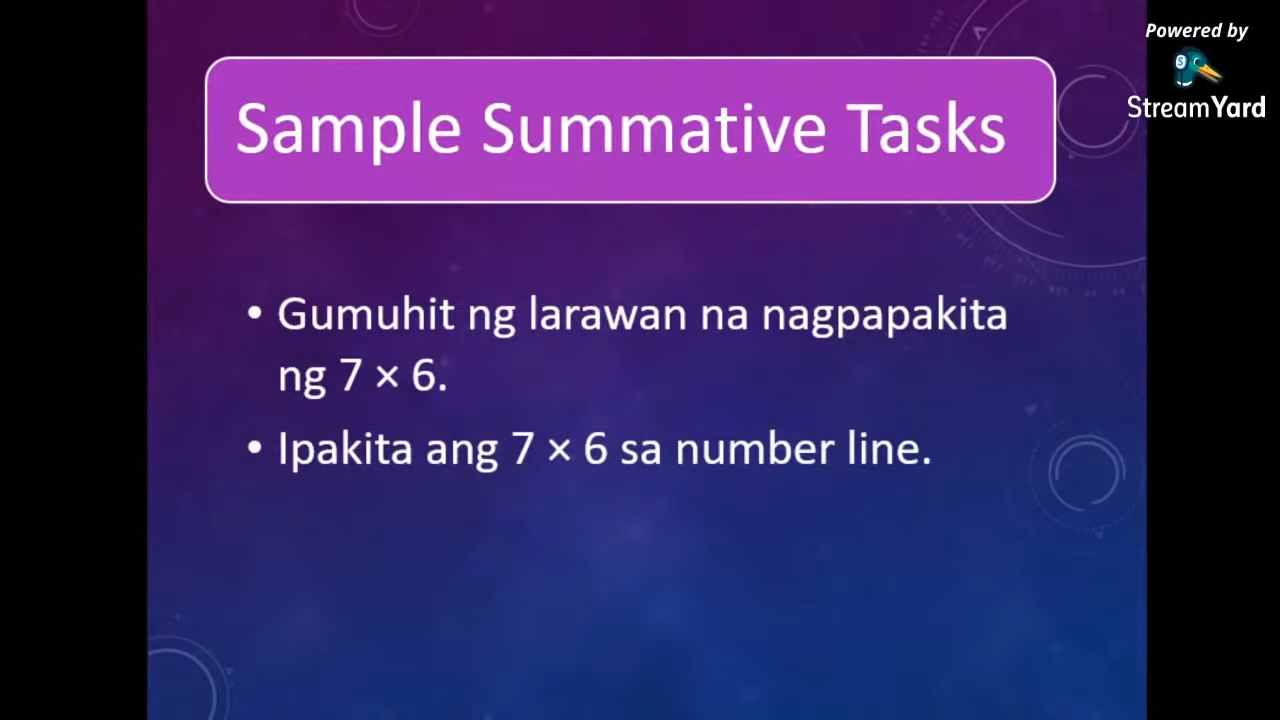 Powered by
StreamYard
Sample Summative Tasks
• Gumuhit ng larawan na nagpapakita
ng 7 × 6.
• Ipakita ang 7 × 6 sa number line.